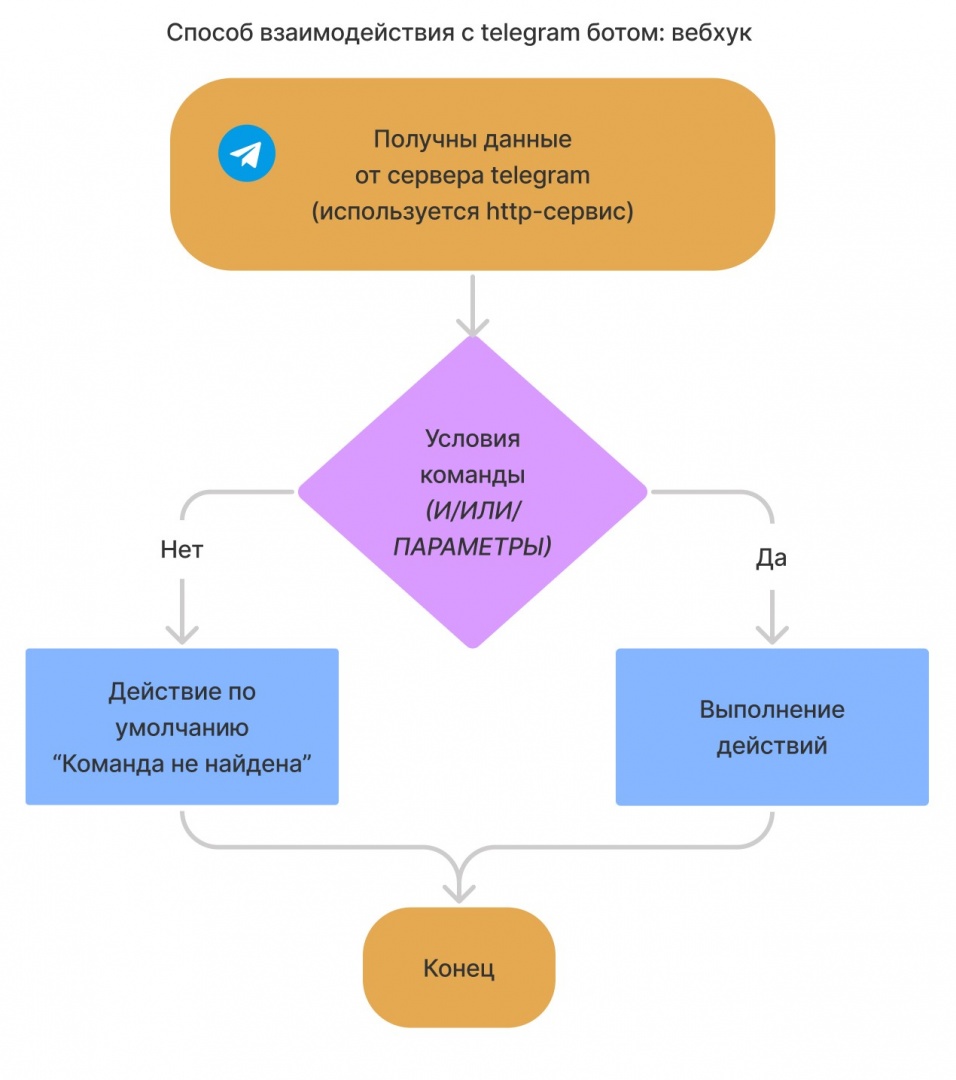 Способ взаимодействия с telegram ботом: вебхук
Получны данные
от сервера telegram
(используется http-сервис)
Условия
команды
(И/ИЛИ/
ПАРАМЕТРЫ)
Нет
Да
Действие по
умолчанию
“Команда не найдена”
Выполнение
действий
Конец